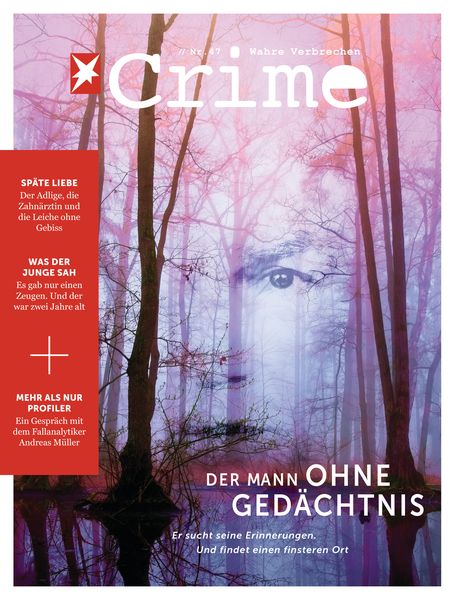 // Nr. 47 Wahre Verbrechen
Crime
SPÄTE LIEBE
Der Adlige, die
Zahnärztin und
die Leiche ohne
Gebiss
WAS DER
JUNGE SAH
Es gab nur einen
Zeugen. Und der
war zwei Jahre alt
MEHR ALS NUR
PROFILER
Ein Gespräch mit
dem Fallanalytiker
Andreas Müller
DER MANN OHNE
GEDÄCHTNIS
Er sucht seine Erinnerungen.
Und findet einen finsteren Ort